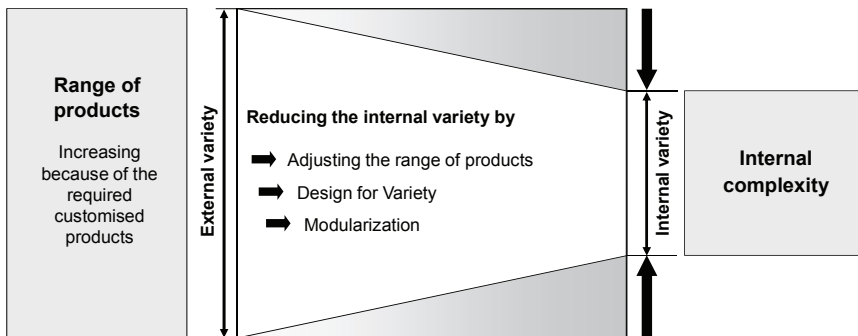 Range of
products
Increasing
because of the
required
customised
products
External variety
Reducing the internal variety by
Adjusting the range of products
Design for Variety
Modularization
Internal variety
Internal
complexity